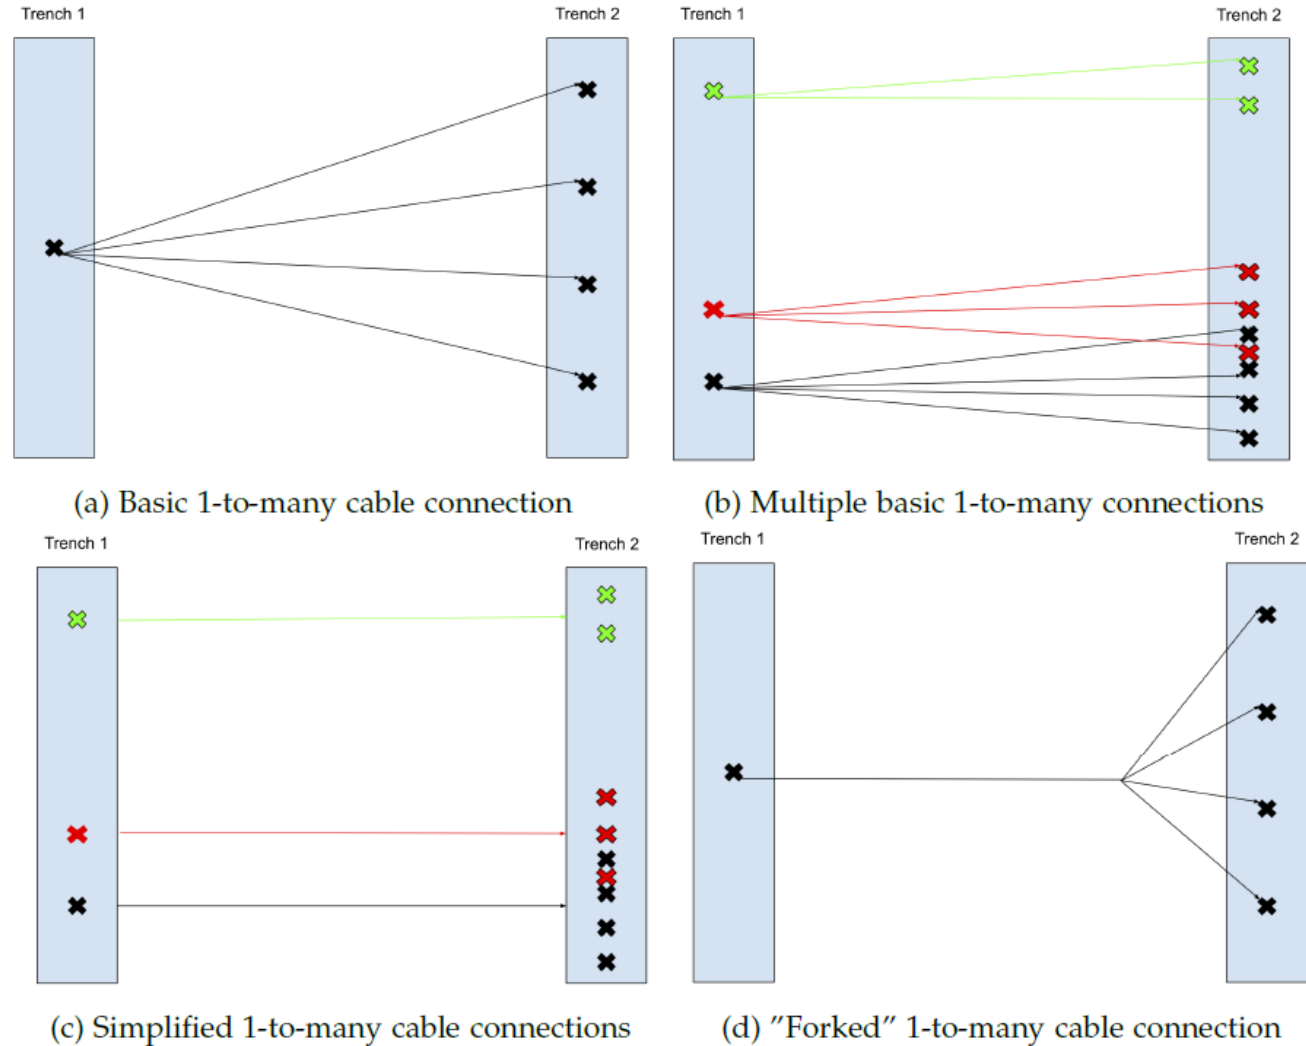 Trench 1
Trench 2
Trench 1
Trench 2
(a) Basic 1-to-many cable connection
(b) Multiple basic 1-to-many connections
Trench 1
Trench 2
Trench 1
Trench 2
(c) Simplified 1-to-many cable connections
(d) ”Forked” 1-to-many cable connection